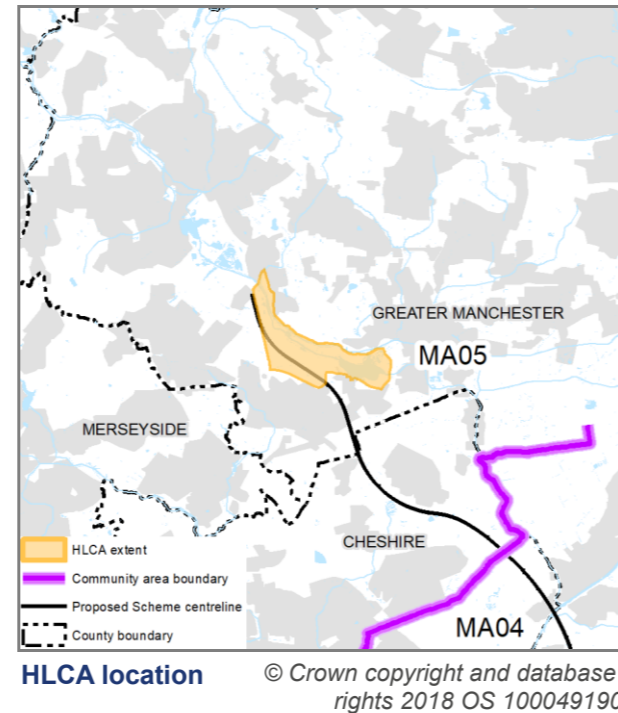 GREATER MANCHESTER
MA05
MERSEYSIDE
CHESHIRE
MA04
HLCA extent
Community area boundary
Proposed Scheme centreline
County boundary
HLCA location
© Crown copyright and database
rights 2018 OS 100049190